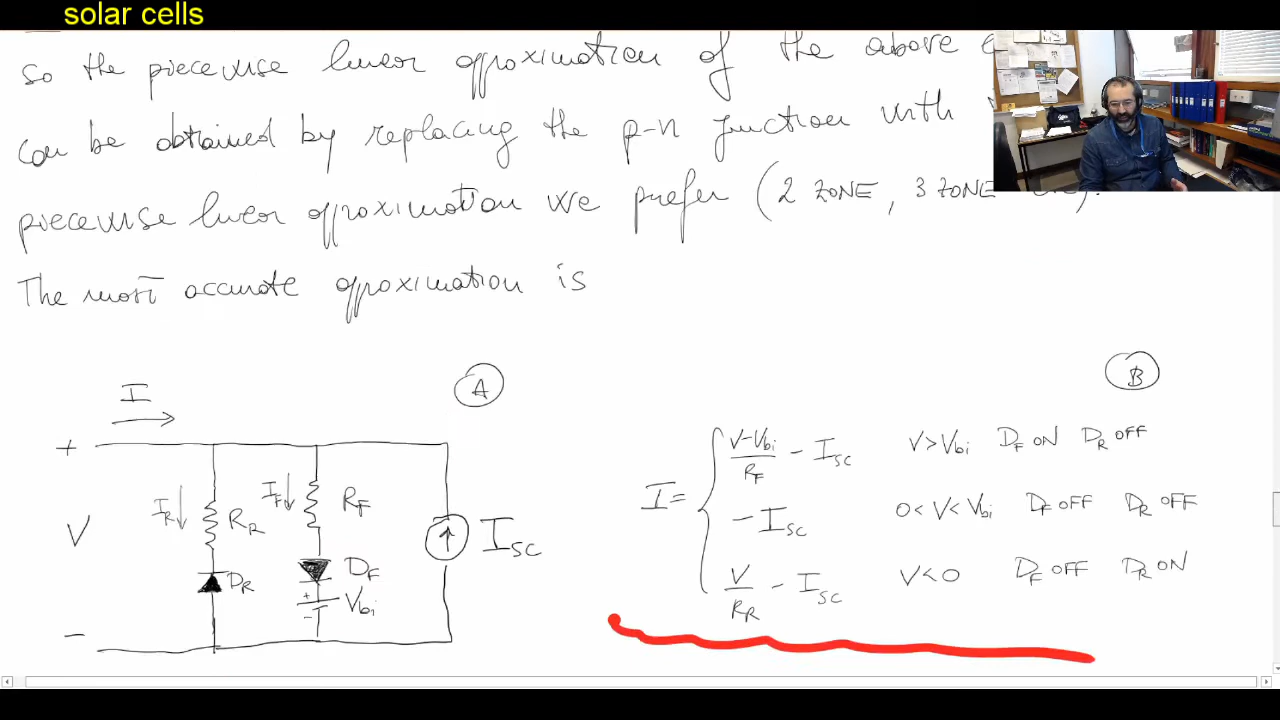 solar cells
so the piecewise linear aproximation of the above
can be obtained by replacing the p-n junction with
piecewise linear aproximation we prefer (2 ZONE, 3 ZONE
The most accurate aproximation is
A
B
I
+
V
-
I_R
R_R
D_R
I_F
R_F
D_F
+
V_bi
-
I_SC
I = { (V-V_bi)/R_F - I_SC V>V_bi D_F ON D_R OFF
-I_SC 0<V<V_bi D_F OFF D_R OFF
V/R_R - I_SC V<0 D_F OFF D_R ON